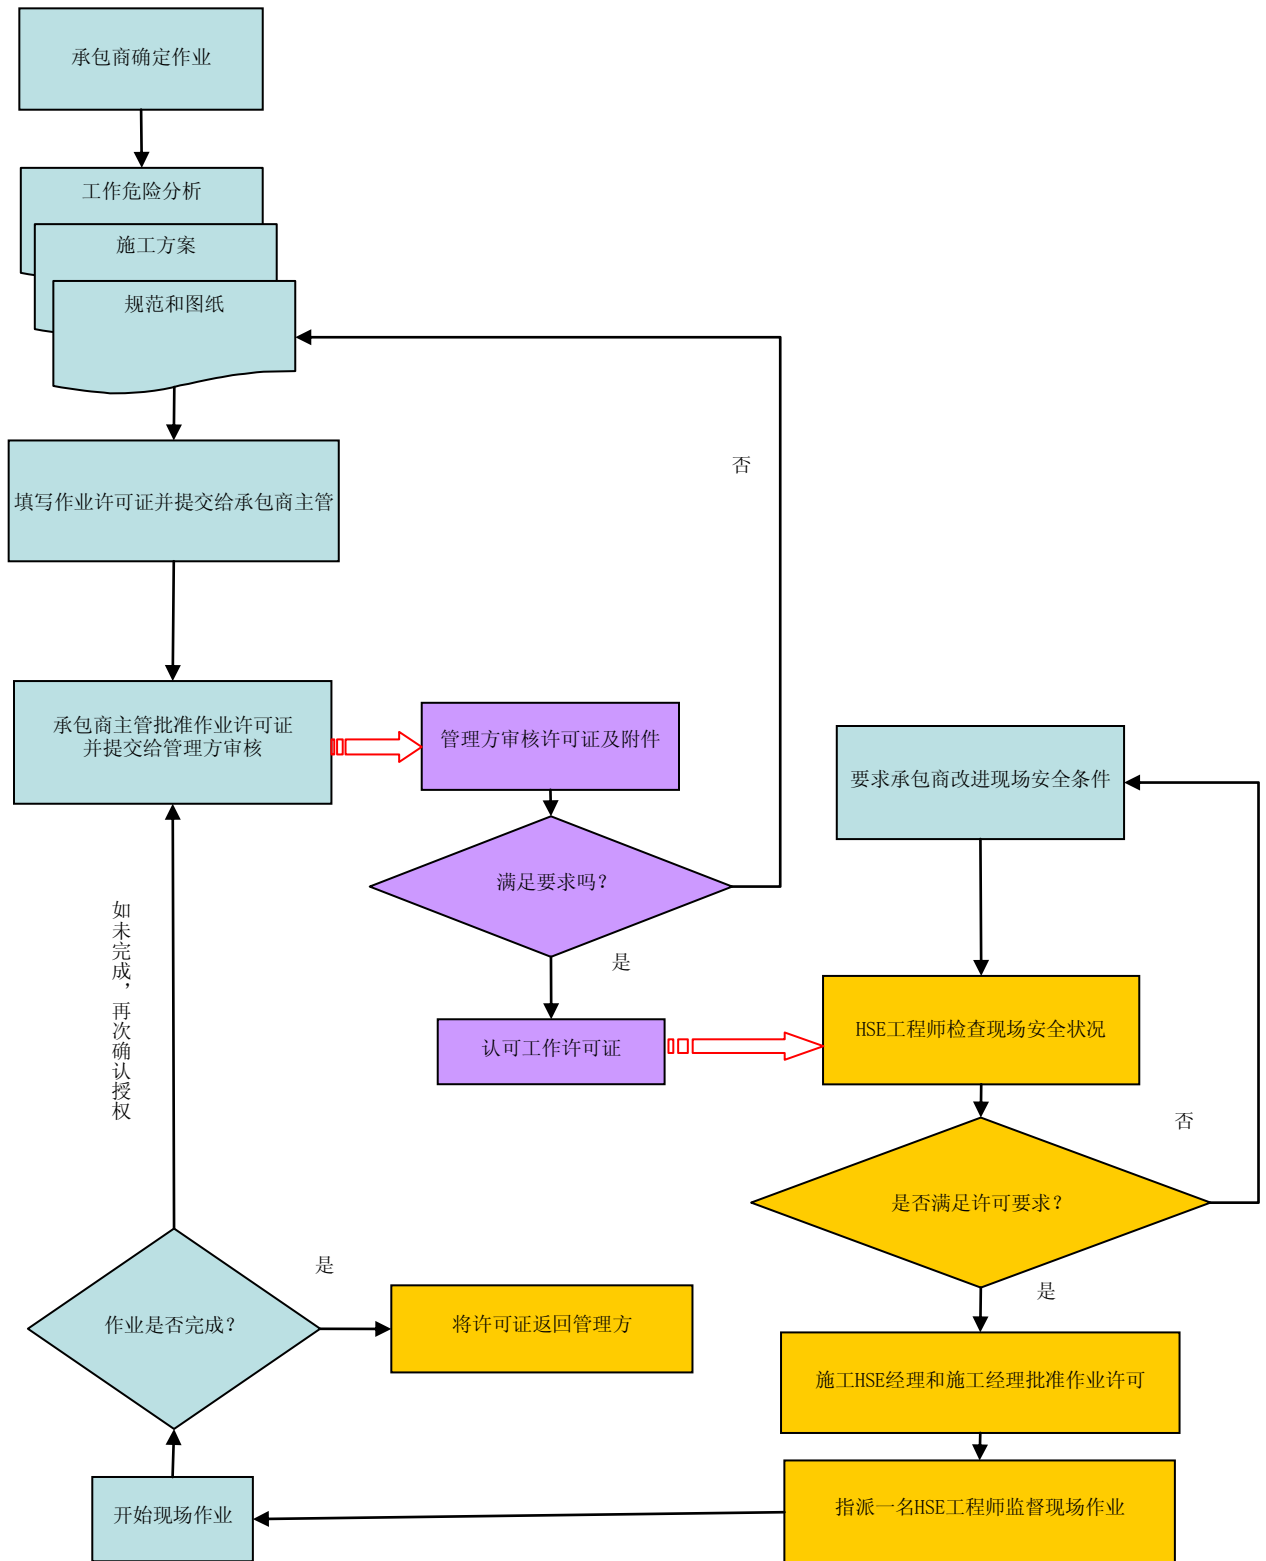 承包商确定作业
工作危险分析
施工方案
规范和图纸
否
填写作业许可证并提交给承包商主管
承包商主管批准作业许可证
并提交给管理方审核
管理方审核许可证及附件
要求承包商改进现场安全条件
满足要求吗？
如未完成，再次确认授权
是
HSE工程师检查现场安全状况
认可工作许可证
否
是否满足许可要求？
是
是
作业是否完成？
将许可证返回管理方
施工HSE经理和施工经理批准作业许可
指派一名HSE工程师监督现场作业
开始现场作业